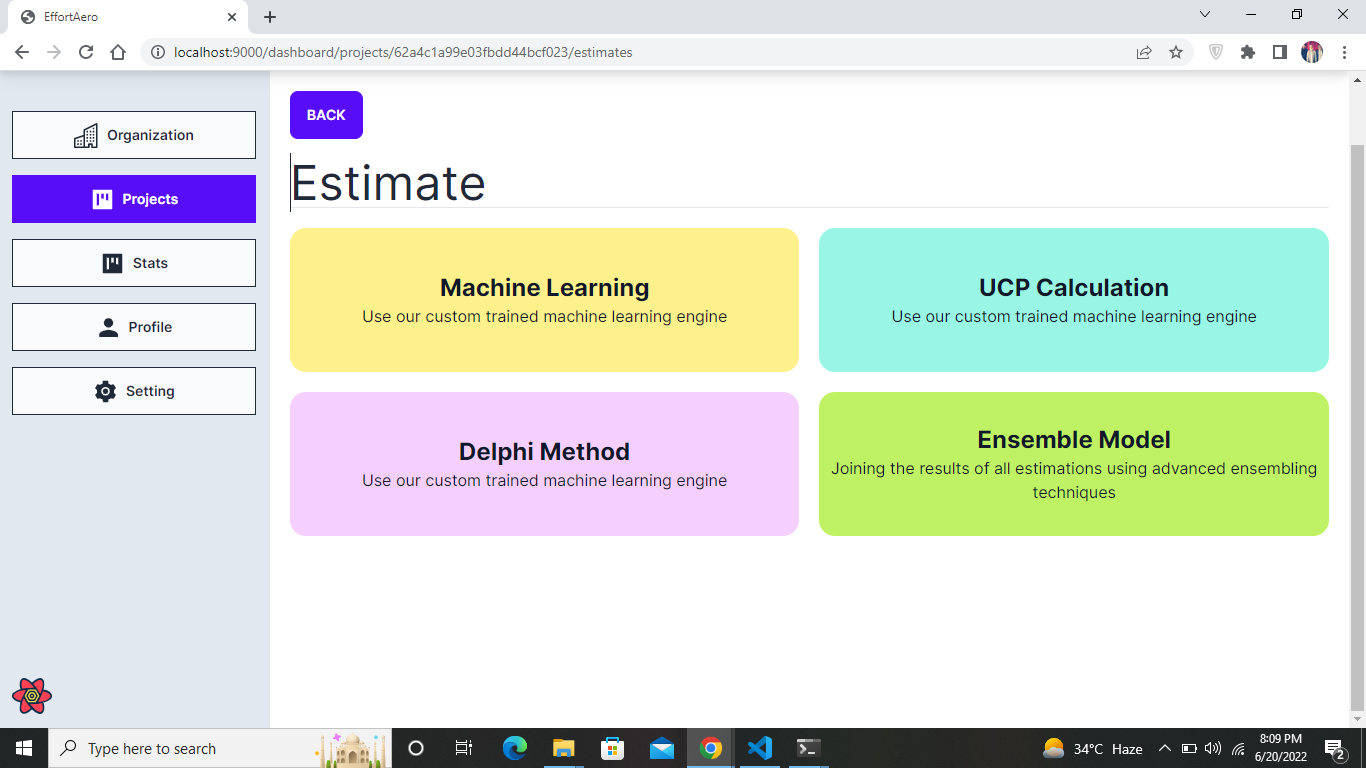 EffortAero
localhost:9000/dashboard/projects/62a4c1a99e03fbdd44bcf023/estimates
Organization
Projects
Stats
Profile
Setting
BACK
Estimate
Machine Learning
Use our custom trained machine learning engine
UCP Calculation
Use our custom trained machine learning engine
Delphi Method
Use our custom trained machine learning engine
Ensemble Model
Joining the results of all estimations using advanced ensembling
techniques
Type here to search
34°C Haze
8:09 PM
6/20/2022
2